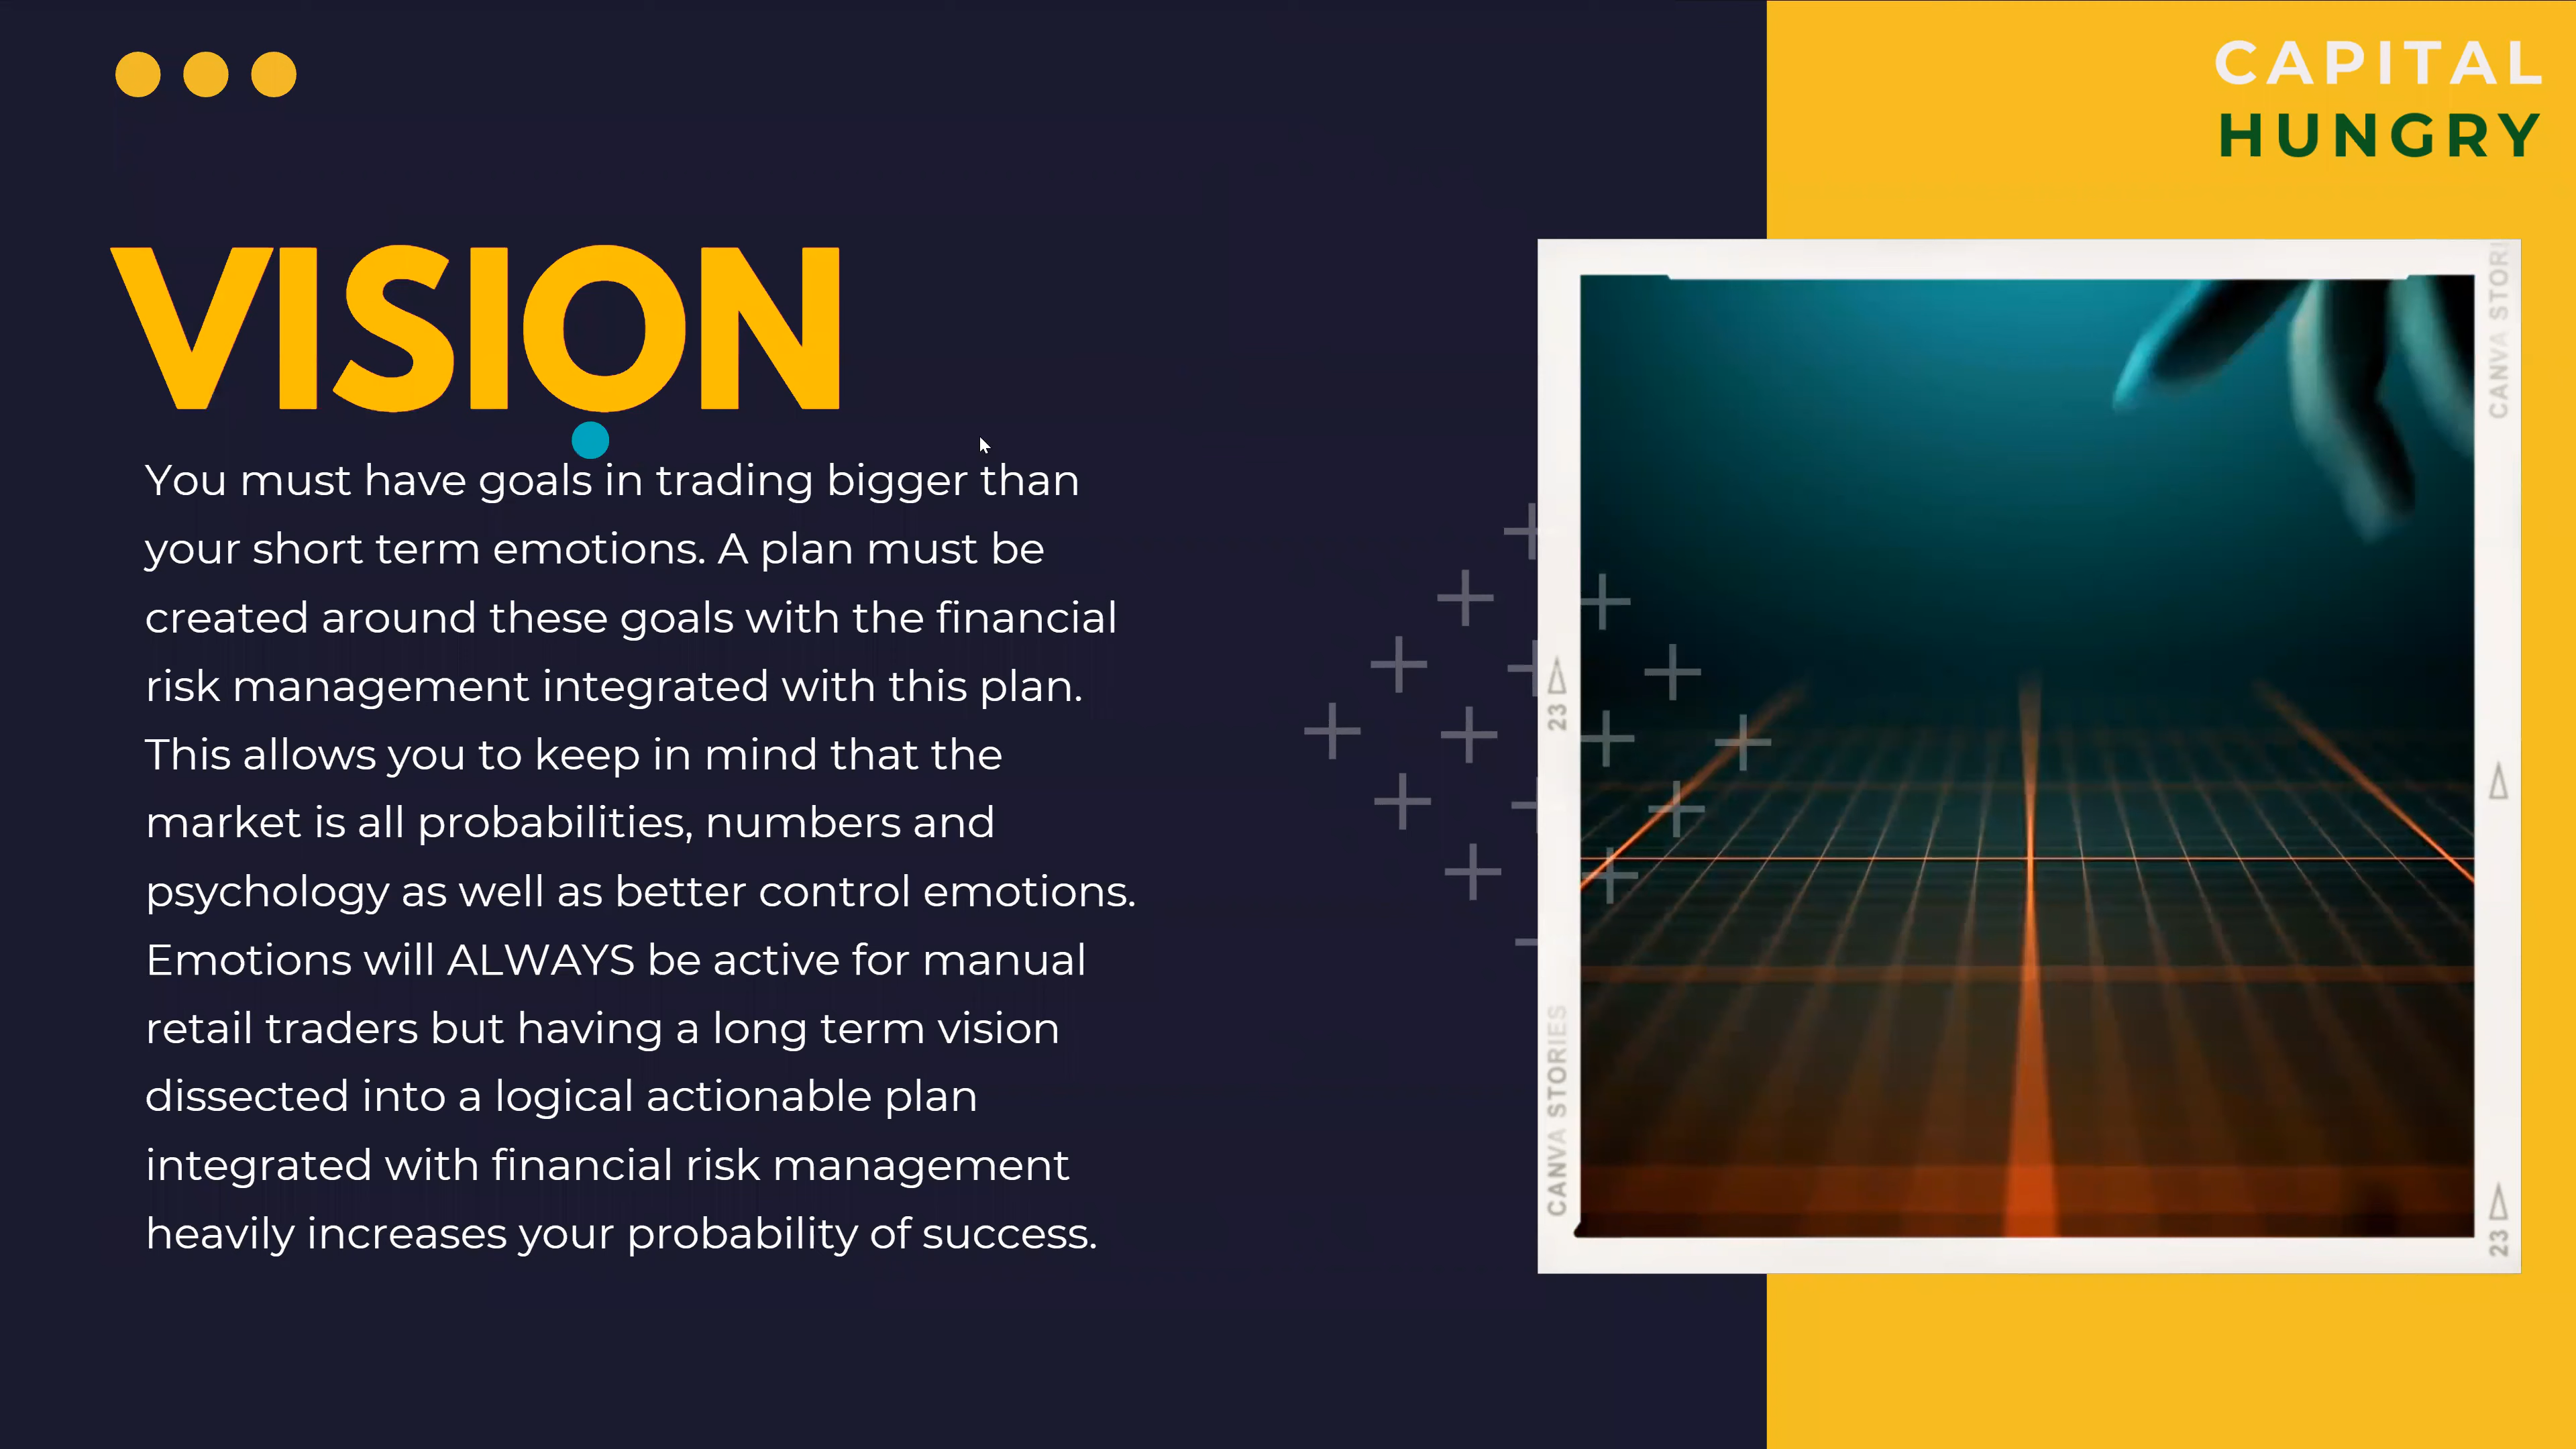 CAPITAL
HUNGRY
VISION
You must have goals in trading bigger than
your short term emotions. A plan must be
created around these goals with the financial
risk management integrated with this plan.
This allows you to keep in mind that the
market is all probabilities, numbers and
psychology as well as better control emotions.
Emotions will ALWAYS be active for manual
retail traders but having a long term vision
dissected into a logical actionable plan
integrated with financial risk management
heavily increases your probability of success.
23
CANVA STORIES
CANVA STORI
23